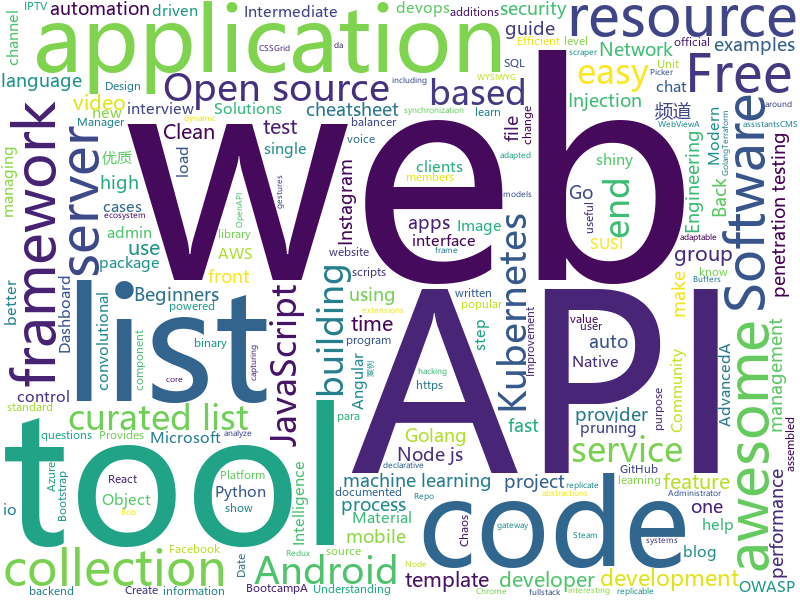 IPTV
automation
driven
Intermediate
devops
additions
security
resource
channel
application
guide
official
da
CSSGrid
Efficient
level
scraper
Network
examples
language
Design
Open source
based
WYSIWYG
SQL
easy
Free
Picker
Unit
video
new
interview
Solutions
cheatsheet
learn
Injection
chat
频道
around
Manager
Clean
test
balancer
file
change
WebViewA
dynamic
voice
assistantsCMS
framework
优质
load
single
web
Software
Modern
GolangTerraform
managing
server
high
Instagram
clients
Go
shiny
end
Engineering
Back
adapted
members
cases
ecosystem
OpenAPI
gestures
models
useful
penetration testing
admin
use
AWS
library
apps
Image
SUSI
package
front
interface
Kubernetes
group
adaptable
website
scripts
frame
know
Buffers
better
Dashboard
list
Beginners
powered
JavaScript
building
using
written
popular
API
make
awesome
convolutional
time
step
Improvement
value
user
auto
extensions
component
binary
capturing
program
Angular
Native
案例
hacking
core
curated list
https
purpose
provider
Community
AdvancedA
management
control
tool
Golang
pruning
standard
questions
Provides
Microsoft
analyze
para
Node js
fast
service
assembled
Azure
Bootstrap
React
Platform
Intelligence
machine learning
project
GitHub
learning
Administrator
feature
io
Object
Python
documented
Repo
process
code
abstractions
replicate
one
declarative
bot
show
Material
Chaos
systems
help
performance
including
mobile
gateway
Steam
blog
collection
Facebook
source
Android
template
developer
development
backend
Date
Create
information
Redux
BootcampA
Understanding
synchronization
Node
Chrome
fullstack
interesting
replicable
OWASP